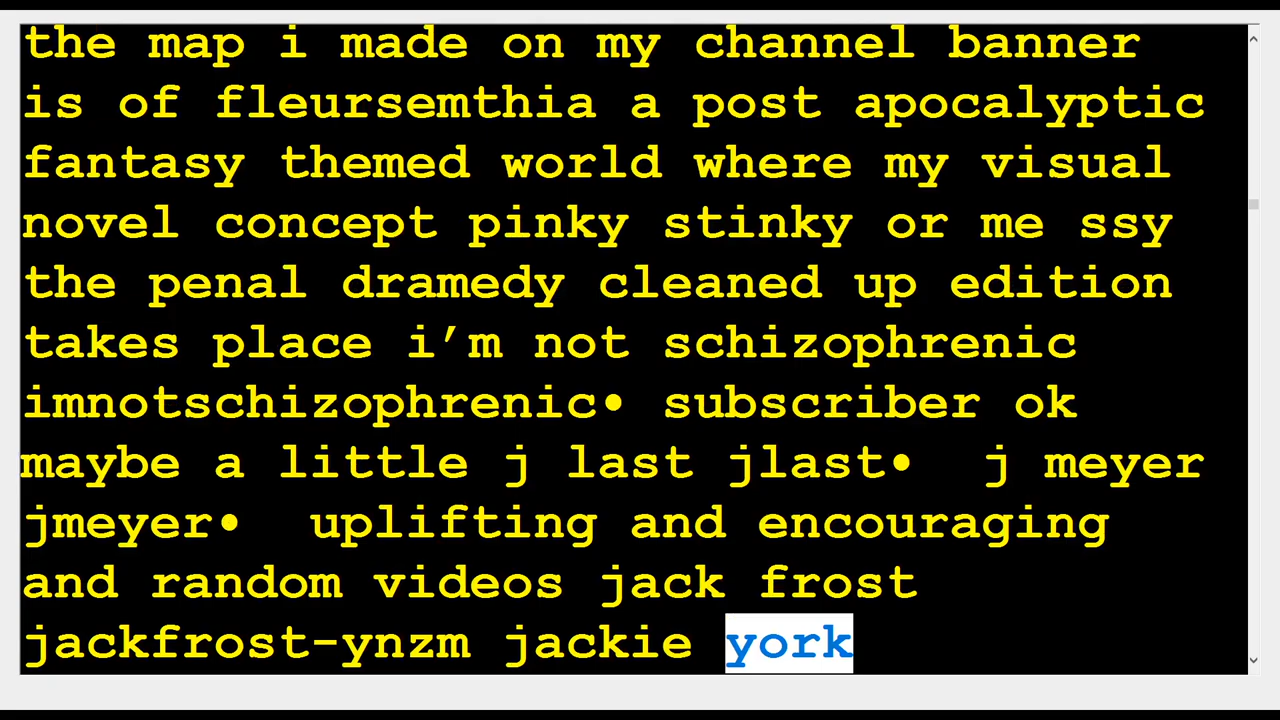 the map i made on my channel banner
is of fleursemthia a post apocalyptic
fantasy themed world where my visual
novel concept pinky stinky or me ssy
the penal dramedy cleaned up edition
takes place i’m not schizophrenic
imnotschizophrenic• subscriber ok
maybe a little j last jlast•  j meyer
jmeyer•  uplifting and encouraging
and random videos jack frost
jackfrost-ynzm jackie york